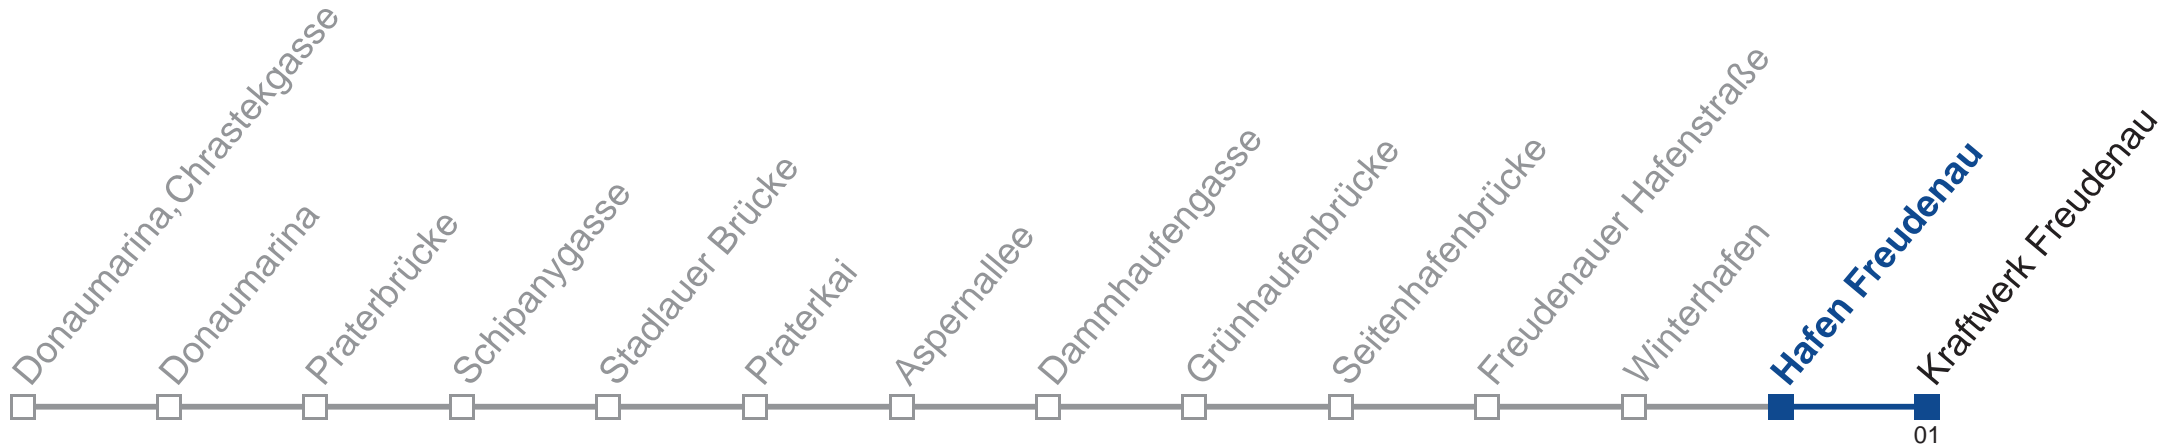 Donaumarina, Chrastekgasse
Donaumarina
Praterbrücke
Schipanygasse
Stadlauer Brücke
Praterkai
Aspernallee
Dammhaufengasse
Grünhaufenbrücke
Seitenhafenbrücke
Freudenauer Hafenstraße
Winterhafen
Hafen Freudenau
Kraftwerk Freudenau
01